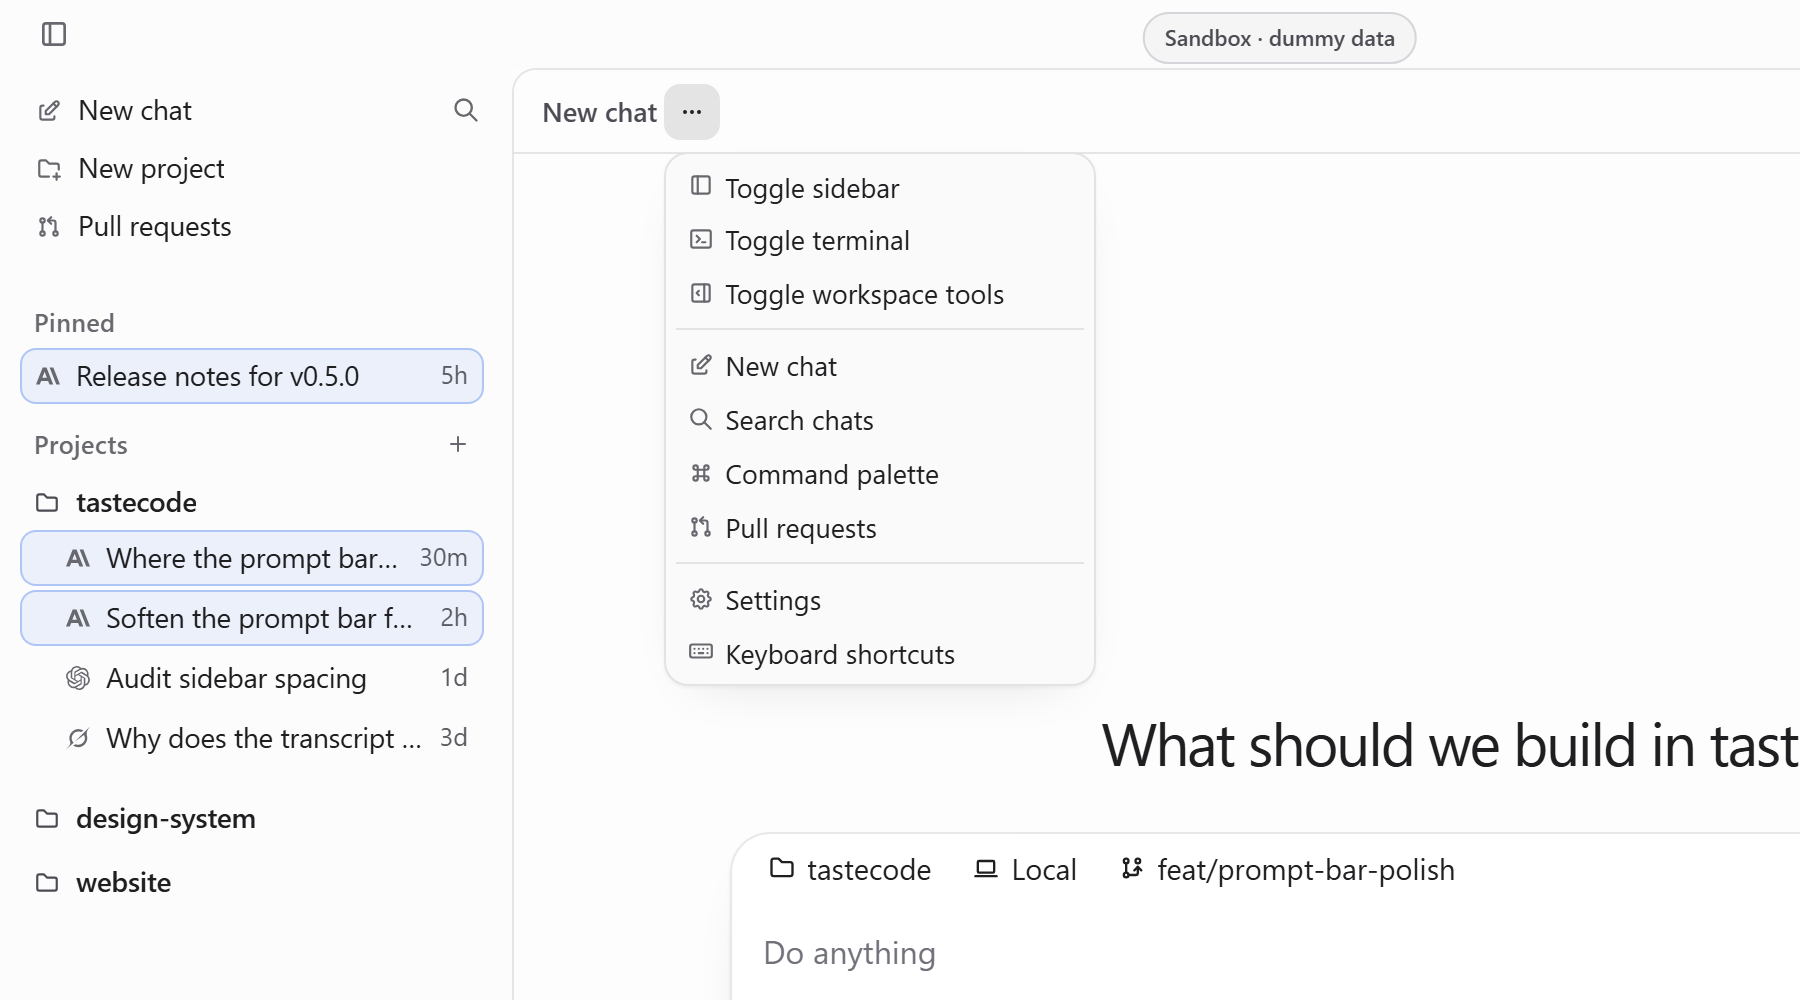 Sandbox · dummy data
New chat
New project
Pull requests
Pinned
Release notes for v0.5.0 5h
Projects
tastecode
Where the prompt bar... 30m
Soften the prompt bar f... 2h
Audit sidebar spacing 1d
Why does the transcript ... 3d
design-system
website
New chat
Toggle sidebar
Toggle terminal
Toggle workspace tools
New chat
Search chats
Command palette
Pull requests
Settings
Keyboard shortcuts
What should we build in tast
tastecode Local feat/prompt-bar-polish
Do anything